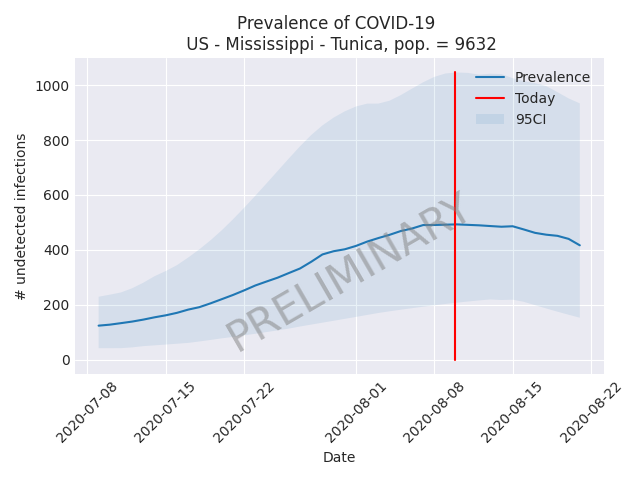 Prevalence of COVID-19
US - Mississippi - Tunica, pop. = 9632
# undetected infections
1000
800
600
400
200
0
Prevalence
Today
95CI
PRELIMINARY
2020-07-08
2020-07-15
2020-07-22
2020-08-01
2020-08-08
2020-08-15
2020-08-22
Date